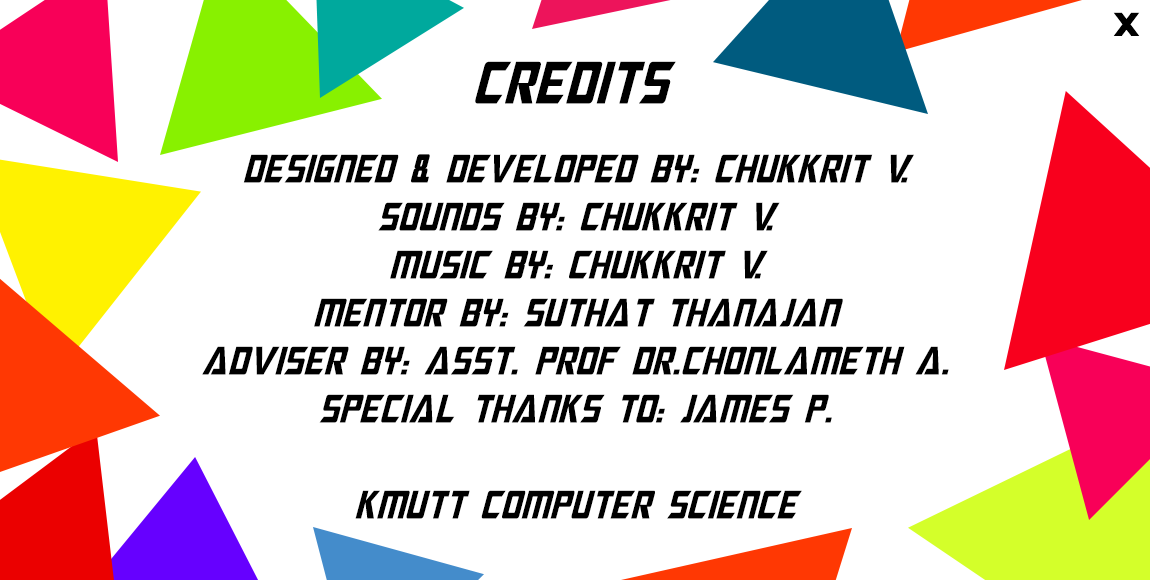 X
CREDITS
DESIGNED & DEVELOPED BY: CHUKKRIT V.
SOUNDS BY: CHUKKRIT V.
MUSIC BY: CHUKKRIT V.
MENTOR BY: SUTHAT THANAJAN
ADVISER BY: ASST. PROF DR.CHONLAMETH A.
SPECIAL THANKS TO: JAMES P.
KMUTT COMPUTER SCIENCE